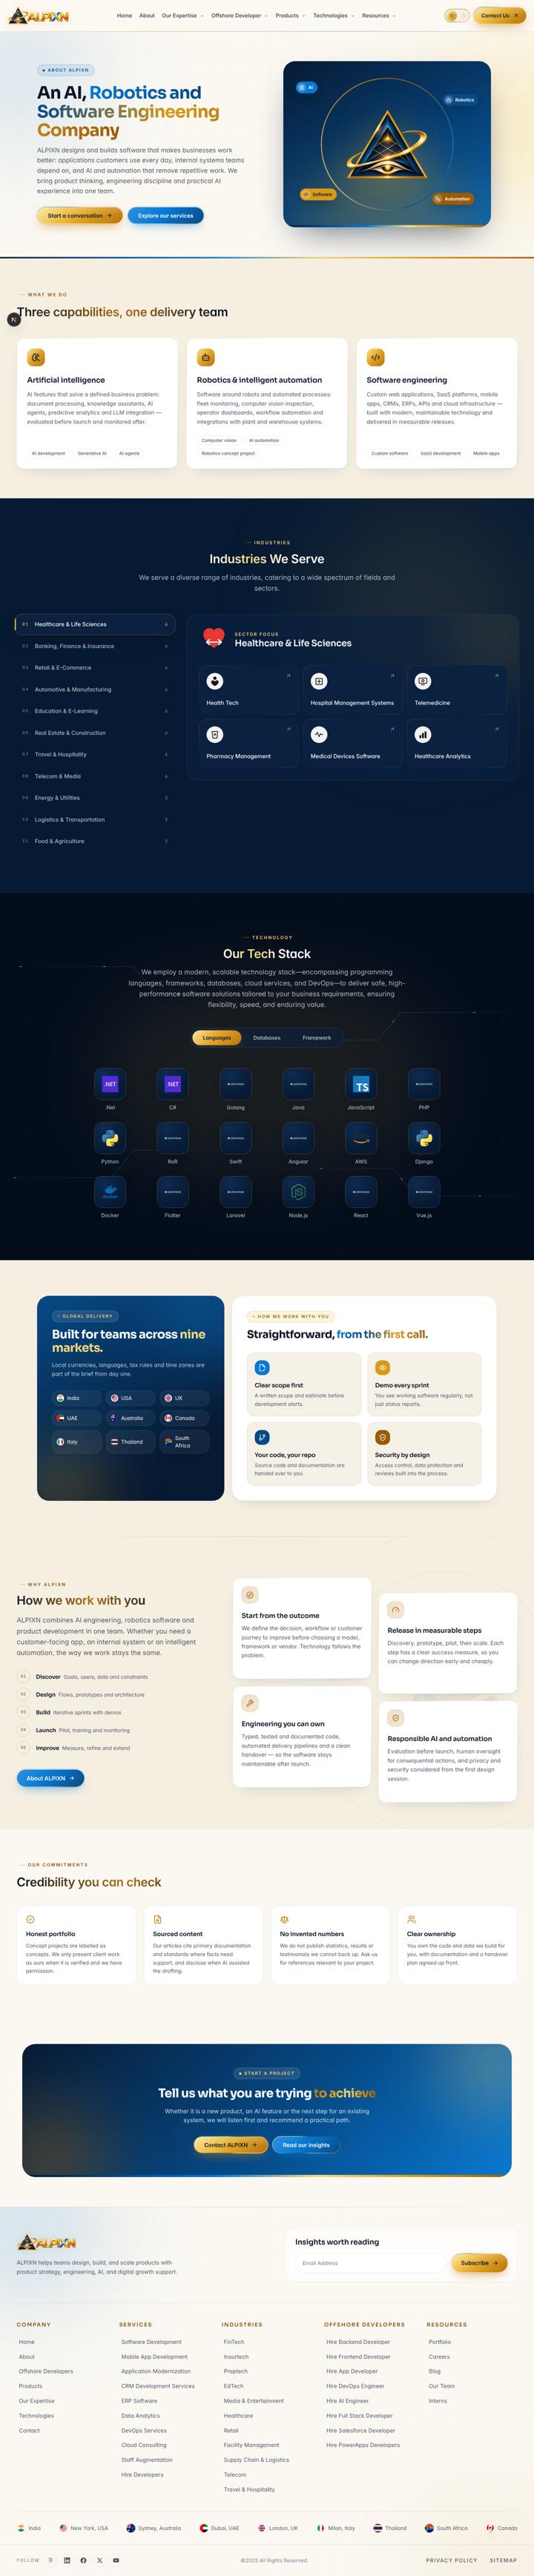 ALPIXN
Home About Our Expertise Offshore Developer Products Technologies Resources
Contact Us
ABOUT ALPIXN
An AI, Robotics and
Software Engineering
Company
ALPIXN designs and builds software that makes businesses work
better: applications customers use every day, internal systems teams
depend on, and AI and automation that remove repetitive work. We
bring product thinking, engineering discipline and practical AI
experience into one team.
Start a conversation
Explore our services
AI
Robotics
Software
Automation
WHAT WE DO
Three capabilities, one delivery team
N
Artificial intelligence
AI features that solve a defined business problem:
document processing, knowledge assistants, AI
agents, predictive analytics and LLM integration —
evaluated before launch and monitored after.
AI development Generative AI AI agents
Robotics & intelligent automation
Software around robots and automated processes:
fleet monitoring, computer vision inspection,
operator dashboards, workflow automation and
integrations with plant and warehouse systems.
Computer vision AI automation
Robotics concept project
Software engineering
Custom web applications, SaaS platforms, mobile
apps, CRMs, ERPs, APIs and cloud infrastructure —
built with modern, maintainable technology and
delivered in measurable releases.
Custom software SaaS development Mobile apps
INDUSTRIES
Industries We Serve
We serve a diverse range of industries, catering to a wide spectrum of fields and
sectors.
01 Healthcare & Life Sciences 6
02 Banking, Finance & Insurance 6
03 Retail & E-Commerce 6
04 Automotive & Manufacturing 4
05 Education & E-Learning 4
06 Real Estate & Construction
07 Travel & Hospitality 4
08 Telecom & Media 4
09 Energy & Utilities
10 Logistics & Transportation
11 Food & Agriculture
SECTOR FOCUS
Healthcare & Life Sciences
Health Tech
Hospital Management Systems
Telemedicine
Pharmacy Management
Medical Devices Software
Healthcare Analytics
TECHNOLOGY
Our Tech Stack
We employ a modern, scalable technology stack—encompassing programming
languages, frameworks, databases, cloud services, and DevOps—to deliver safe, high-
performance software solutions tailored to your business requirements, ensuring
flexibility, speed, and enduring value.
Languages Databases Framework
.NET .NET TS
.Net C# Golang Java JavaScript PHP
Python RoR Swift Angular AWS Django
docker
Docker Flutter Laravel Node.js React Vue.js
GLOBAL DELIVERY
Built for teams across nine
markets.
Local currencies, languages, tax rules and time zones are
part of the brief from day one.
India USA UK
UAE Australia Canada
Italy Thailand South
Africa
HOW WE WORK WITH YOU
Straightforward, from the first call.
Clear scope first
A written scope and estimate before
development starts.
Demo every sprint
You see working software regularly, not
just status reports.
Your code, your repo
Source code and documentation are
handed over to you.
Security by design
Access control, data protection and
reviews built into the process.
WHY ALPIXN
How we work with you
ALPIXN combines AI engineering, robotics software and
product development in one team. Whether you need a
customer-facing app, an internal system or an intelligent
automation, the way we work stays the same.
01 Discover Goals, users, data and constraints
02 Design Flows, prototypes and architecture
03 Build Iterative sprints with demos
04 Launch Pilot, training and monitoring
05 Improve Measure, refine and extend
About ALPIXN
Start from the outcome
We define the decision, workflow or customer
journey to improve before choosing a model,
framework or vendor. Technology follows the
problem.
Release in measurable steps
Discovery, prototype, pilot, then scale. Each
step has a clear success measure, so you
can change direction early and cheaply.
Engineering you can own
Typed, tested and documented code,
automated delivery pipelines and a clean
handover — so the software stays
maintainable after launch.
Responsible AI and automation
Evaluation before launch, human oversight
for consequential actions, and privacy and
security considered from the first design
session.
OUR COMMITMENTS
Credibility you can check
Honest portfolio
Concept projects are labelled as
concepts. We only present client work
as ours when it is verified and we have
permission.
Sourced content
Our articles cite primary documentation
and standards where facts need
support, and disclose when AI assisted
the drafting.
No invented numbers
We do not publish statistics, results or
testimonials we cannot back up. Ask us
for references relevant to your project.
Clear ownership
You own the code and data we build for
you, with documentation and a handover
plan agreed up front.
START A PROJECT
Tell us what you are trying to achieve
Whether it is a new product, an AI feature or the next step for an existing
system, we will listen first and recommend a practical path.
Contact ALPIXN
Read our insights
ALPIXN
ALPIXN helps teams design, build, and scale products with
product strategy, engineering, AI, and digital growth support.
Insights worth reading
Email Address
Subscribe
COMPANY
Home
About
Offshore Developers
Products
Our Expertise
Technologies
Contact
SERVICES
Software Development
Mobile App Development
Application Modernization
CRM Development Services
ERP Software
Data Analytics
DevOps Services
Cloud Consulting
Staff Augmentation
Hire Developers
INDUSTRIES
FinTech
Insurtech
Proptech
EdTech
Media & Entertainment
Healthcare
Retail
Facility Management
Supply Chain & Logistics
Telecom
Travel & Hospitality
OFFSHORE DEVELOPERS
Hire Backend Developer
Hire Frontend Developer
Hire App Developer
Hire DevOps Engineer
Hire AI Engineer
Hire Full Stack Developer
Hire Salesforce Developer
Hire PowerApps Developers
RESOURCES
Portfolio
Careers
Blog
Our Team
Interns
India New York, USA Sydney, Australia Dubai, UAE London, UK Milan, Italy Thailand South Africa Canada
FOLLOW
©2025 All Rights Reserved.
PRIVACY POLICY SITEMAP